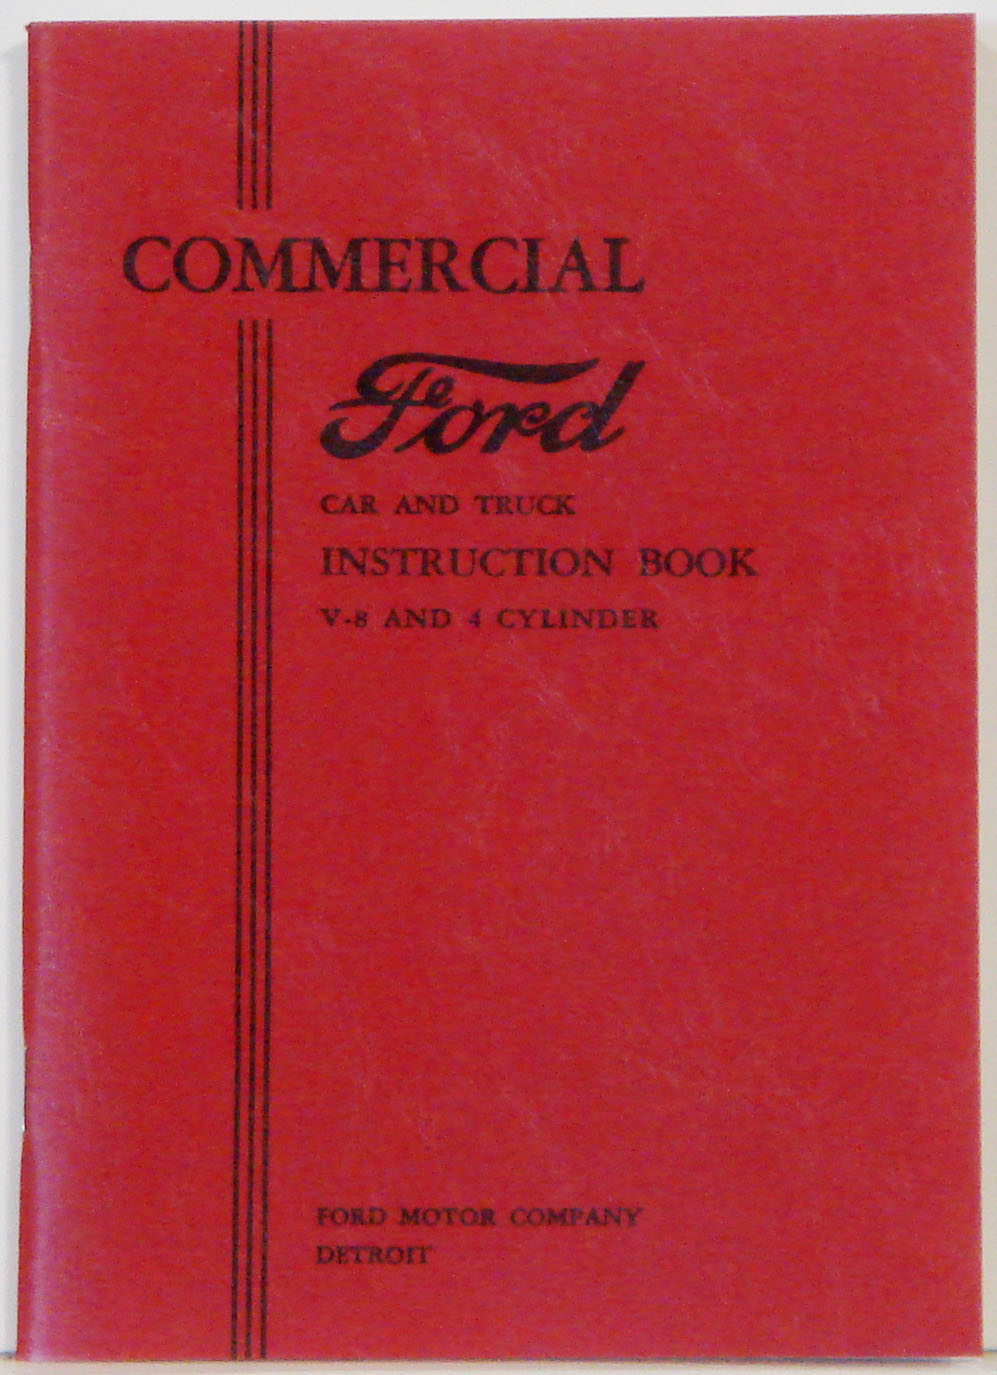 COMMERCIAL
Ford
CAR AND TRUCK
INSTRUCTION BOOK
V-8 AND 4 CYLINDER
FORD MOTOR COMPANY
DETROIT